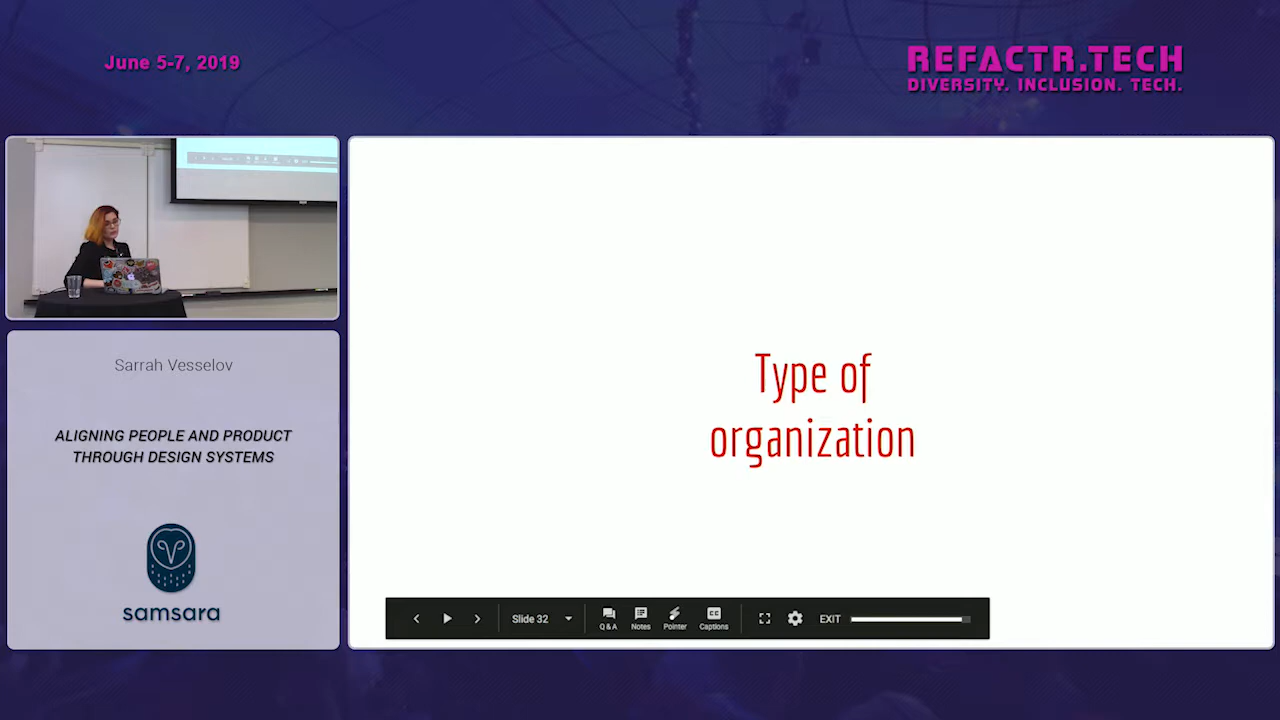 June 5-7, 2019
REFACTR.TECH
DIVERSITY. INCLUSION. TECH.
Sarrah Vesselov
ALIGNING PEOPLE AND PRODUCT
THROUGH DESIGN SYSTEMS
samsara
Type of
organization
Slide 32
Q & A
Notes
Pointer
Captions
EXIT